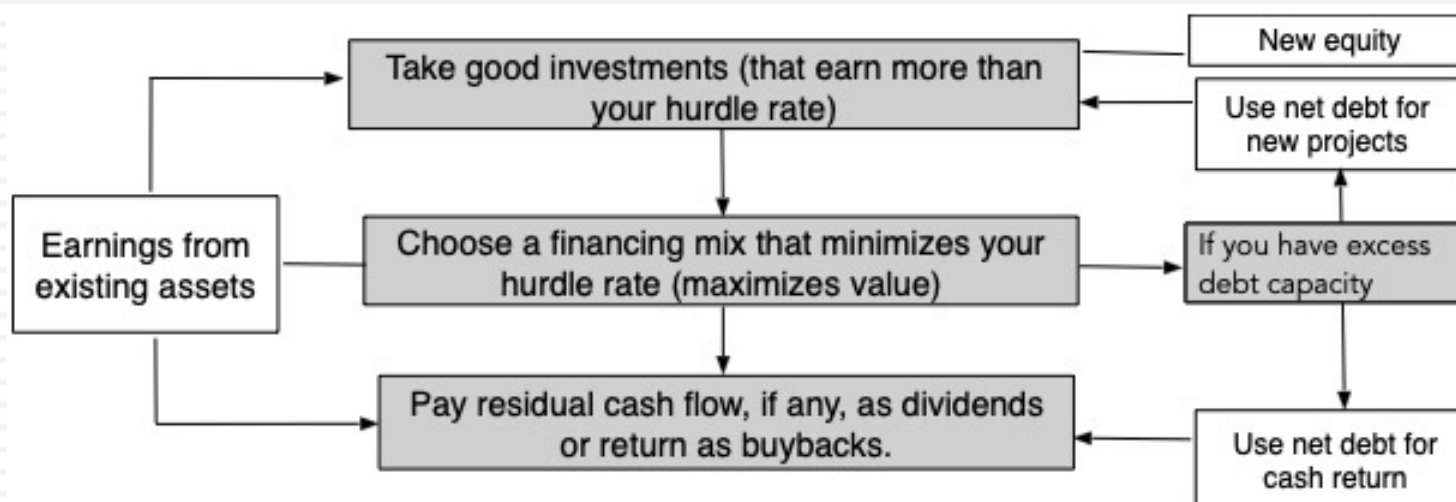 New equity
Take good investments (that earn more than
your hurdle rate)
Use net debt for
new projects
Earnings from
existing assets
Choose a financing mix that minimizes your
hurdle rate (maximizes value)
If you have excess
debt capacity
Pay residual cash flow, if any, as dividends
or return as buybacks.
Use net debt for
cash return